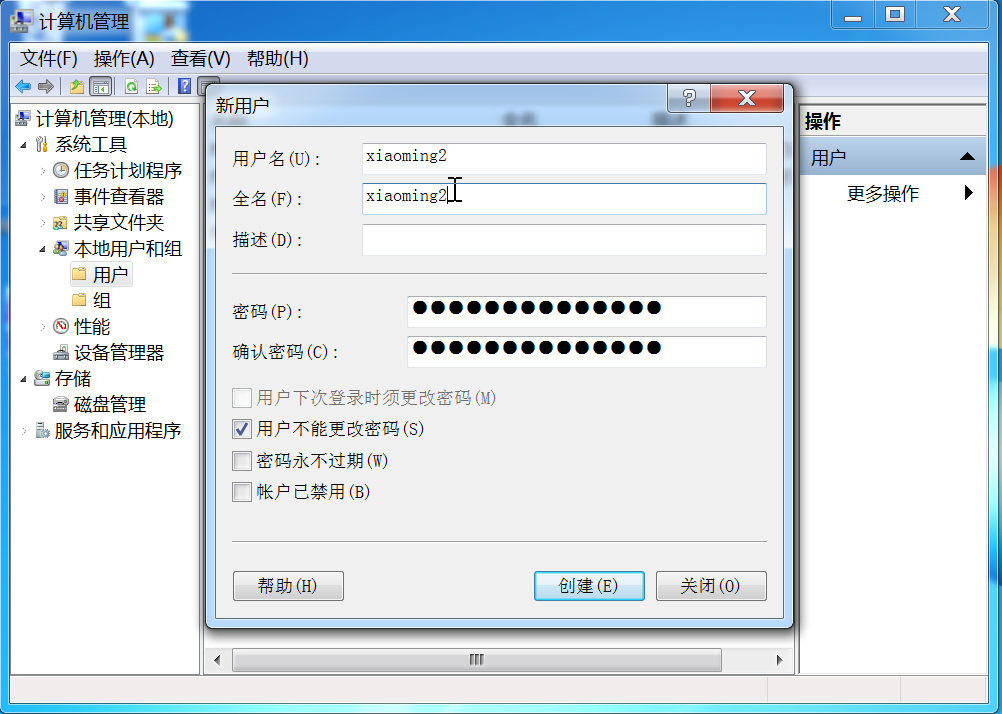 计算机管理
文件(F) 操作(A) 查看(V) 帮助(H)
计算机管理(本地)
系统工具
任务计划程序
事件查看器
共享文件夹
本地用户和组
用户
组
性能
设备管理器
存储
磁盘管理
服务和应用程序
新用户
用户名(U):
xiaoming2
全名(F):
xiaoming2
描述(D):
密码(P):
●●●●●●●●●●●●●●
确认密码(C):
●●●●●●●●●●●●●●
用户下次登录时须更改密码(M)
用户不能更改密码(S)
密码永不过期(W)
帐户已禁用(B)
帮助(H)
创建(E)
关闭(O)
操作
用户
更多操作